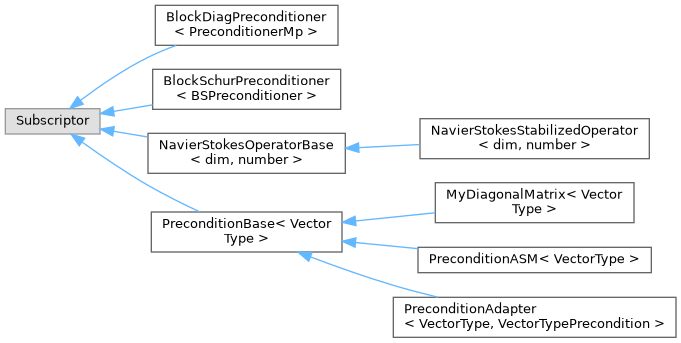 BlockDiagPreconditioner
< PreconditionerMp >
BlockSchurPreconditioner
< BSPreconditioner >
Subscriptor
NavierStokesOperatorBase
< dim, number >
NavierStokesStabilizedOperator
< dim, number >
PreconditionBase< Vector
Type >
MyDiagonalMatrix< Vector
Type >
PreconditionASM< VectorType >
PreconditionAdapter
< VectorType, VectorTypePrecondition >